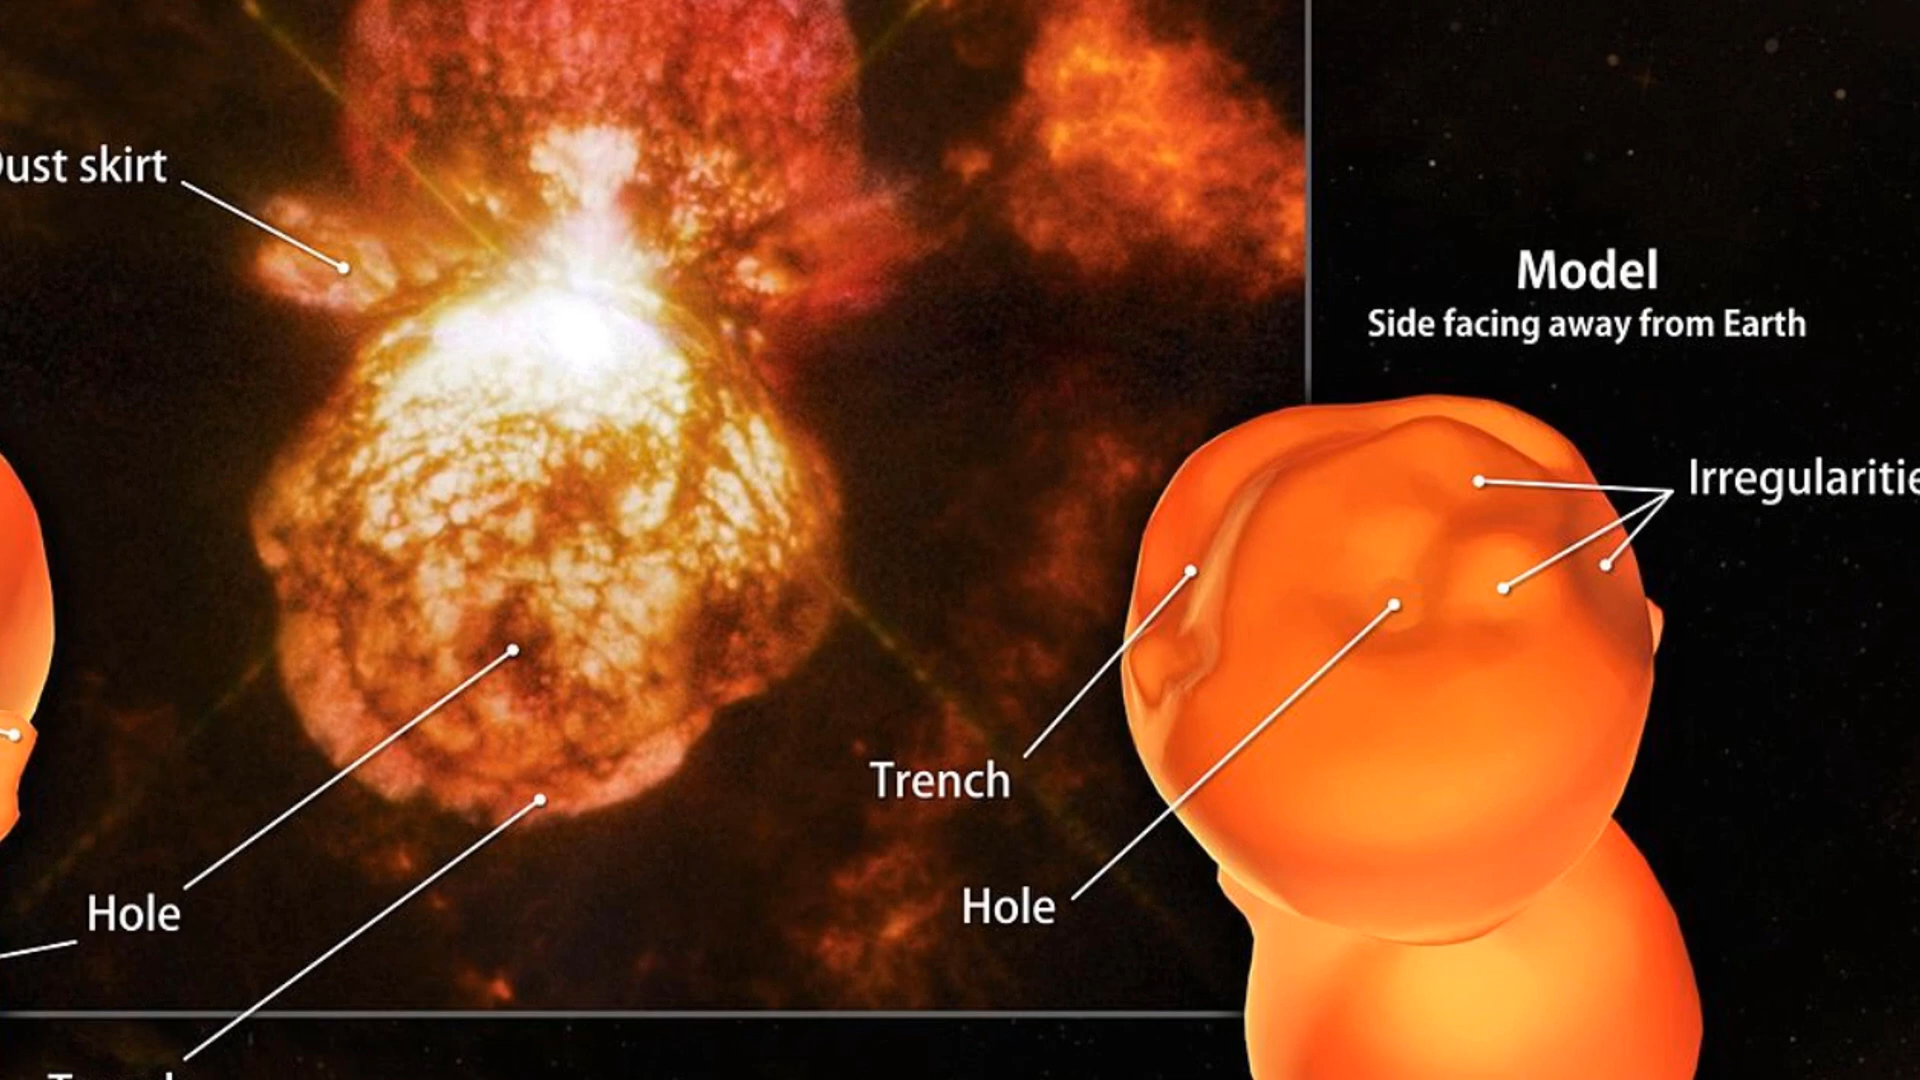 Dust skirt
Model
Side facing away from Earth
Irregularitie
Trench
Hole
Hole